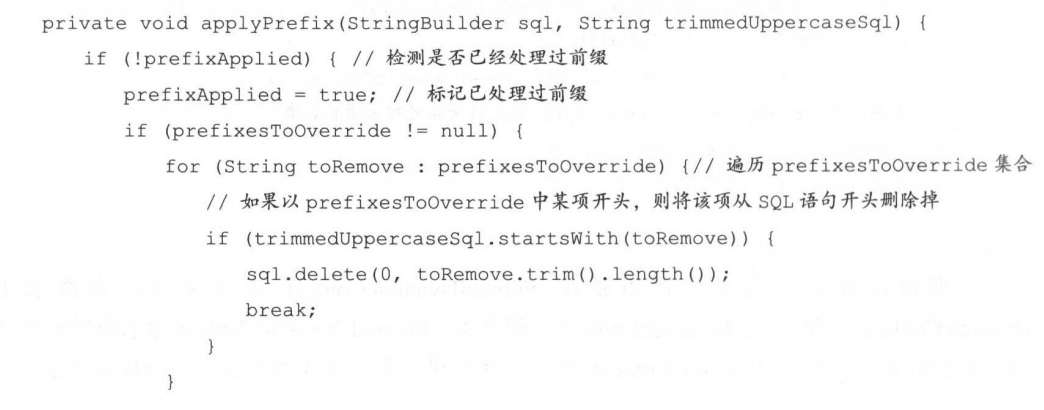 private void applyPrefix(StringBuilder sql, String trimmedUppercaseSql) {
if (!prefixApplied) { // 检测是否已经处理过前缀
prefixApplied = true; // 标记已处理过前缀
if (prefixesToOverride != null) {
for (String toRemove : prefixesToOverride) {// 遍历 prefixesToOverride 集合
// 如果以 prefixesToOverride 中某项开头，则将该项从 SQL 语句开头删除掉
if (trimmedUppercaseSql.startsWith(toRemove)) {
sql.delete(0, toRemove.trim().length());
break;
}
}